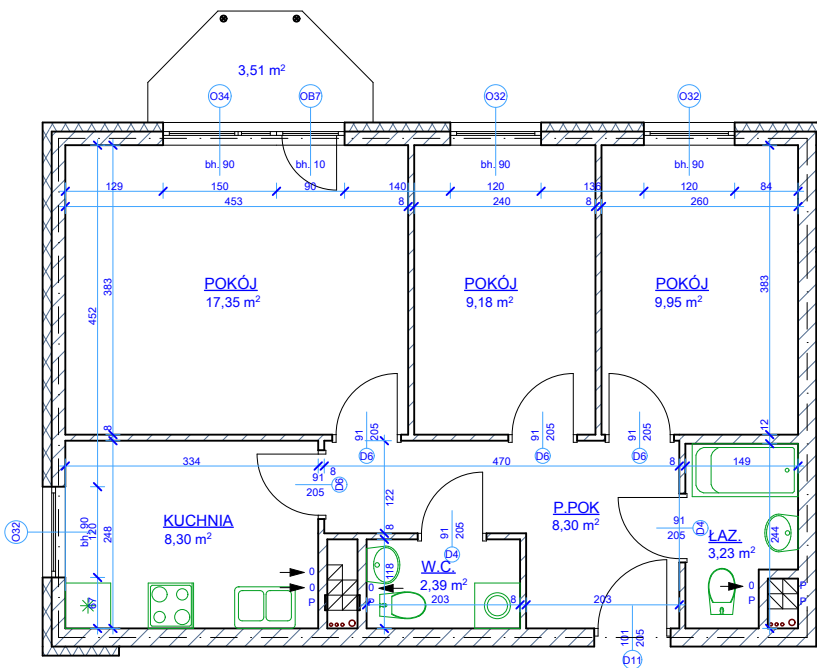 3,51 m²
O34
OB7
O32
O32
bh. 90
bh. 10
bh. 90
bh. 90
129
150
90
140
120
136
120
84
453
8
240
8
260
POKÓJ
17,35 m²
POKÓJ
9,18 m²
POKÓJ
9,95 m²
452
383
383
8
12
91
205
D6
91
205
D6
91
205
D6
334
8
470
8
149
91
205
D6
122
8
KUCHNIA
8,30 m²
P.POK
8,30 m²
ŁAZ.
3,23 m²
91
205
D4
91
205
D4
O32
bh. 90
120
248
67
244
W.C.
2,39 m²
118
0
0
P
0
P
0
P
P
P
203
8
203
101
205
D11